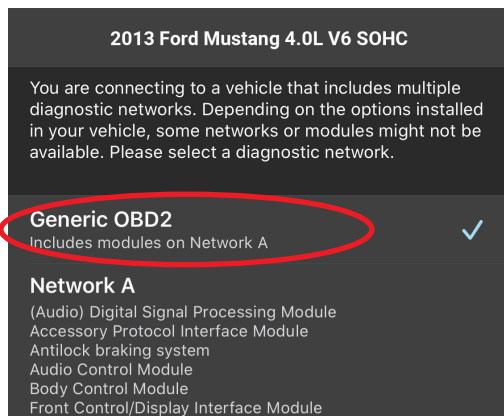 2013 Ford Mustang 4.0L V6 SOHC
You are connecting to a vehicle that includes multiple
diagnostic networks. Depending on the options installed
in your vehicle, some networks or modules might not be
available. Please select a diagnostic network.
Generic OBD2
Includes modules on Network A
Network A
(Audio) Digital Signal Processing Module
Accessory Protocol Interface Module
Antilock braking system
Audio Control Module
Body Control Module
Front Control/Display Interface Module